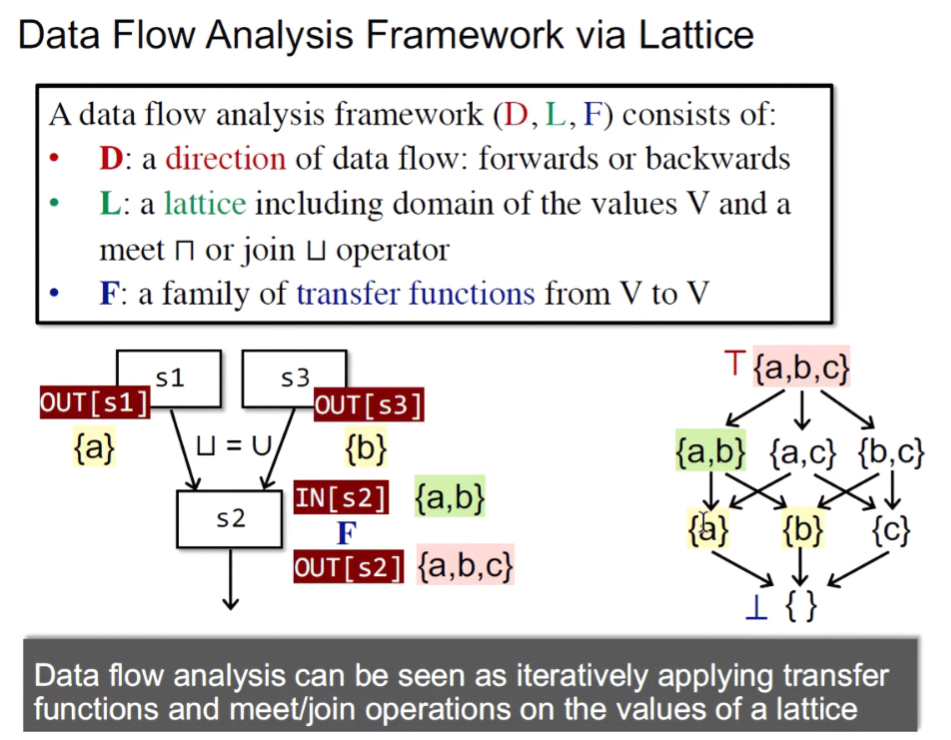 Data Flow Analysis Framework via Lattice
A data flow analysis framework (D, L, F) consists of:
• D: a direction of data flow: forwards or backwards
• L: a lattice including domain of the values V and a
meet ⊓ or join ⊔ operator
• F: a family of transfer functions from V to V
s1
s3
OUT[s1]
OUT[s3]
{a}
⊔ = ∪
{b}
s2
IN[s2] {a,b}
F
OUT[s2] {a,b,c}
⊤ {a,b,c}
{a,b} {a,c} {b,c}
{a} {b} {c}
⊥ { }
Data flow analysis can be seen as iteratively applying transfer
functions and meet/join operations on the values of a lattice